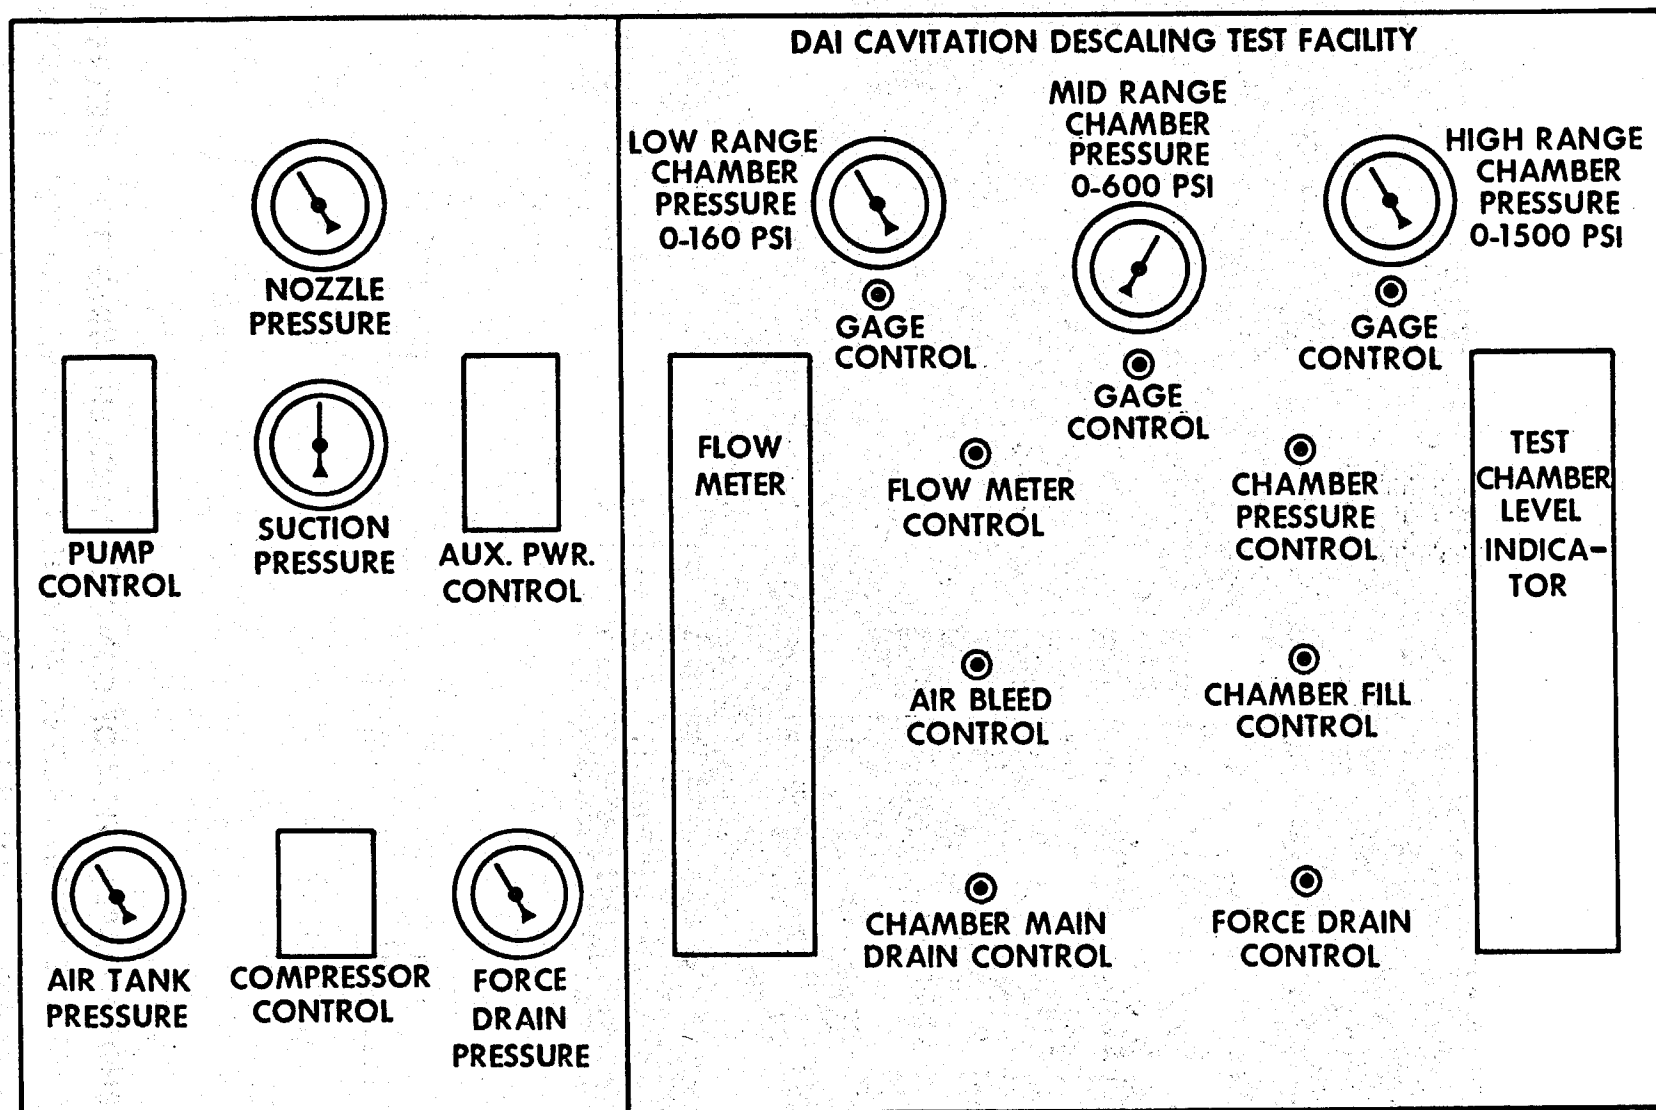 DAI CAVITATION DESCALING TEST FACILITY
NOZZLE
PRESSURE
PUMP
CONTROL
SUCTION
PRESSURE
AUX. PWR.
CONTROL
AIR TANK
PRESSURE
COMPRESSOR
CONTROL
FORCE
DRAIN
PRESSURE
LOW RANGE
CHAMBER
PRESSURE
0-160 PSI
GAGE
CONTROL
MID RANGE
CHAMBER
PRESSURE
0-600 PSI
GAGE
CONTROL
HIGH RANGE
CHAMBER
PRESSURE
0-1500 PSI
GAGE
CONTROL
FLOW
METER
FLOW METER
CONTROL
CHAMBER
PRESSURE
CONTROL
TEST
CHAMBER
LEVEL
INDICA-
TOR
AIR BLEED
CONTROL
CHAMBER FILL
CONTROL
CHAMBER MAIN
DRAIN CONTROL
FORCE DRAIN
CONTROL